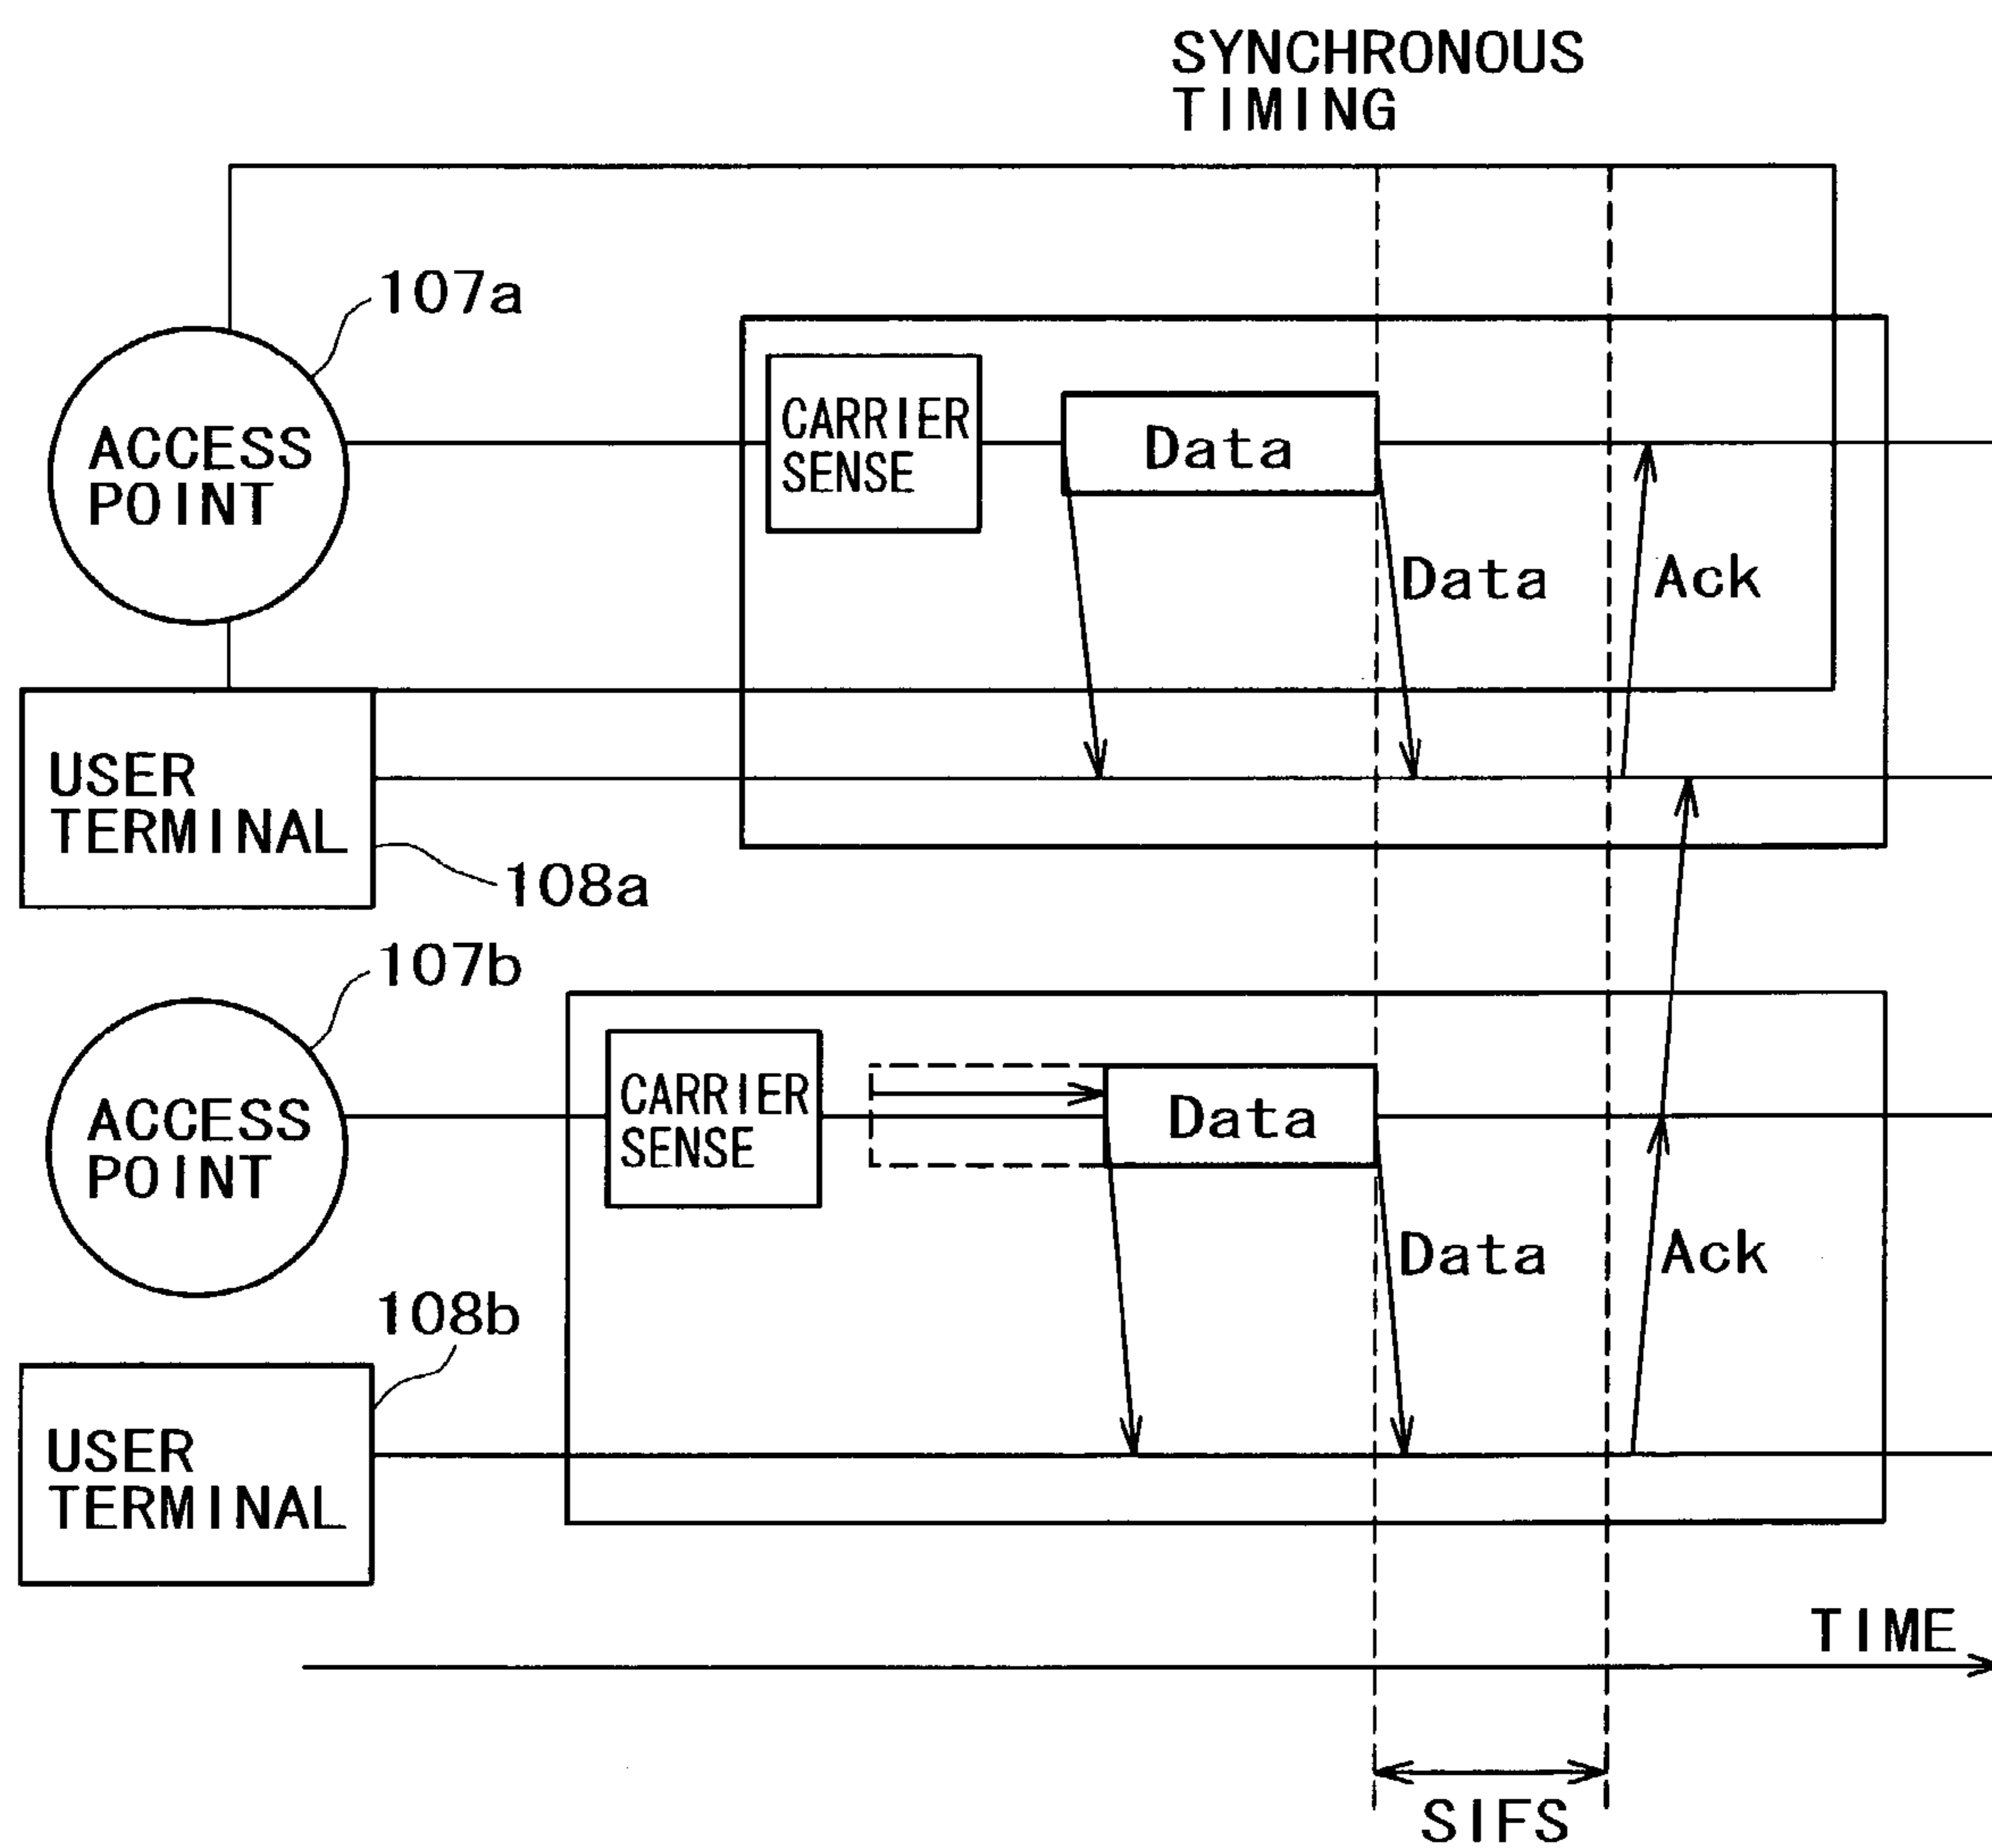 SYNCHRONOUS
TIMING
107a
ACCESS
POINT
CARRIER
SENSE
Data
Data
Ack
USER
TERMINAL
108a
107b
ACCESS
POINT
CARRIER
SENSE
Data
Data
Ack
108b
USER
TERMINAL
TIME
SIFS